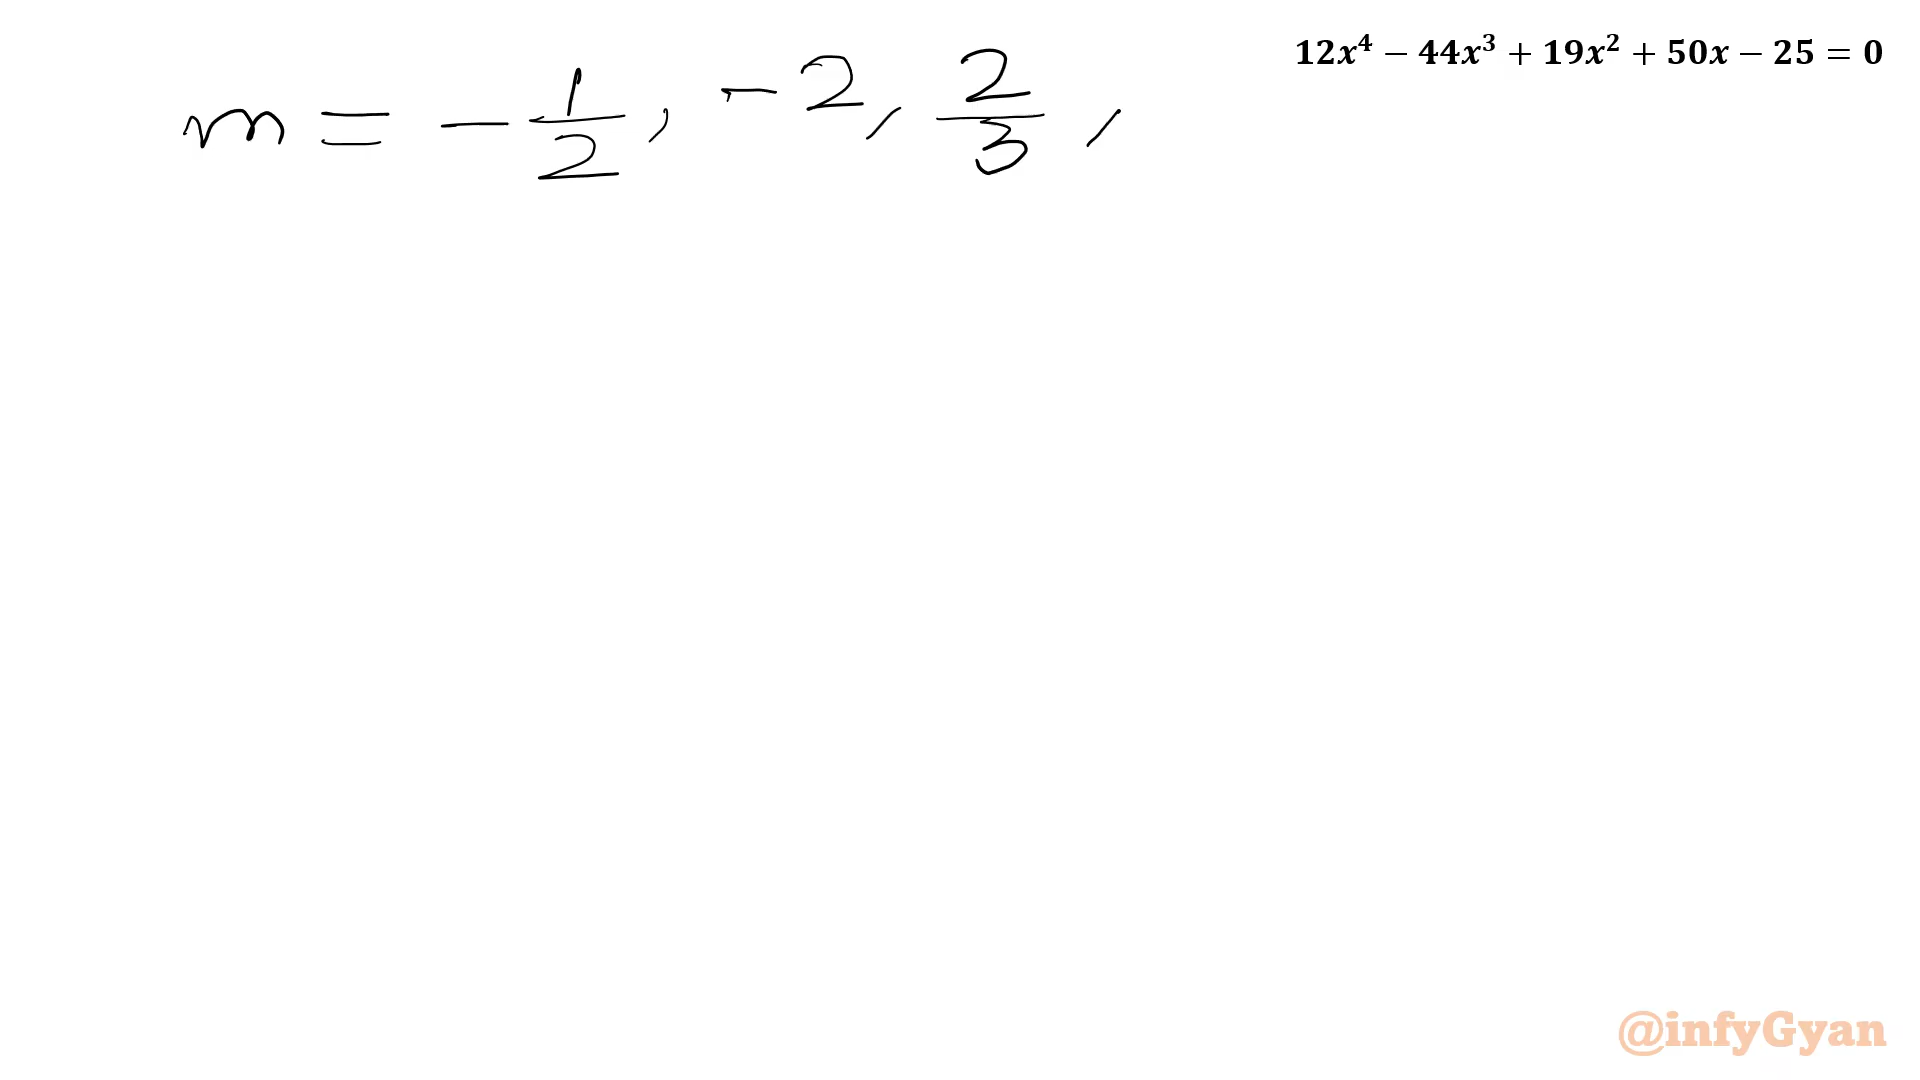 12x⁴ − 44x³ + 19x² + 50x − 25 = 0
m = − 1/2 , − 2 , 2/3 ,
@infyGyan